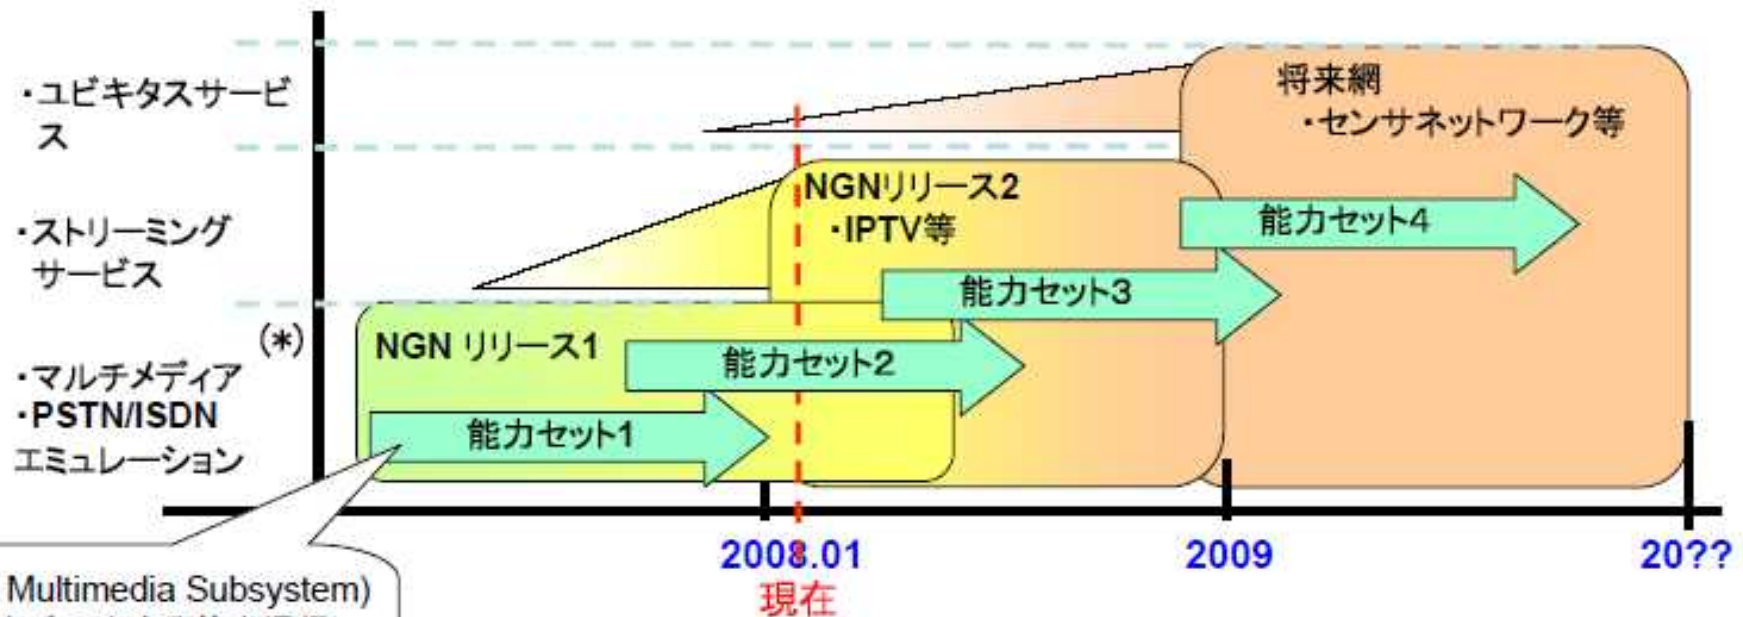 ・ユビキタスサービ
ス
・ストリーミング
サービス
(*)
・マルチメディア
・PSTN/ISDN
エミュレーション
将来網
・センサネットワーク等
NGNリリース2
・IPTV等
能力セット4
能力セット3
NGN リリース1
能力セット2
能力セット1
2008.01
現在
2009
20??
Multimedia Subsystem)